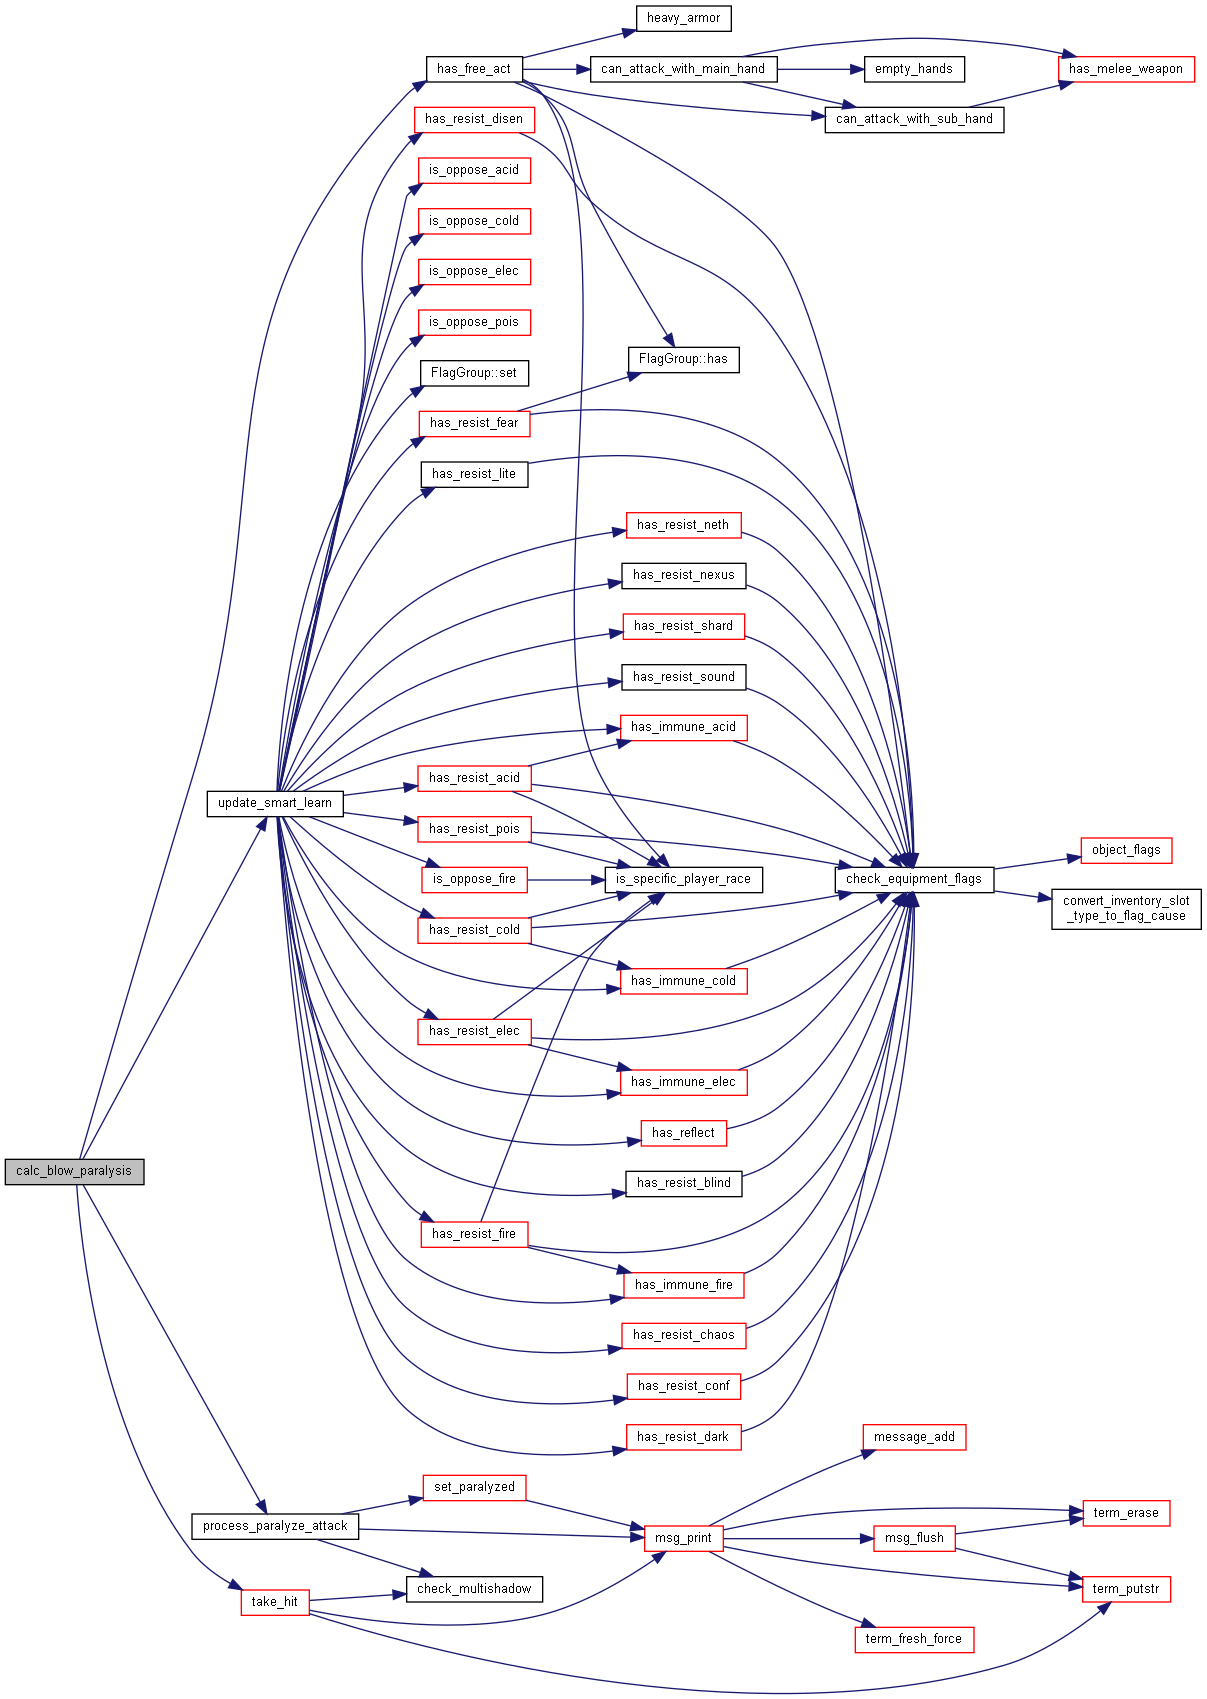 heavy_armor
has_free_act
can_attack_with_main_hand
empty_hands
has_melee_weapon
has_resist_disen
can_attack_with_sub_hand
is_oppose_acid
is_oppose_cold
is_oppose_elec
is_oppose_pois
FlagGroup::has
FlagGroup::set
has_resist_fear
has_resist_lite
has_resist_neth
has_resist_nexus
has_resist_shard
has_resist_sound
has_immune_acid
has_resist_acid
update_smart_learn
has_resist_pois
object_flags
is_oppose_fire
is_specific_player_race
check_equipment_flags
convert_inventory_slot
_type_to_flag_cause
has_resist_cold
has_immune_cold
has_resist_elec
has_immune_elec
has_reflect
calc_blow_paralysis
has_resist_blind
has_resist_fire
has_immune_fire
has_resist_chaos
has_resist_conf
has_resist_dark
message_add
set_paralyzed
term_erase
process_paralyze_attack
msg_print
msg_flush
check_multishadow
term_putstr
take_hit
term_fresh_force